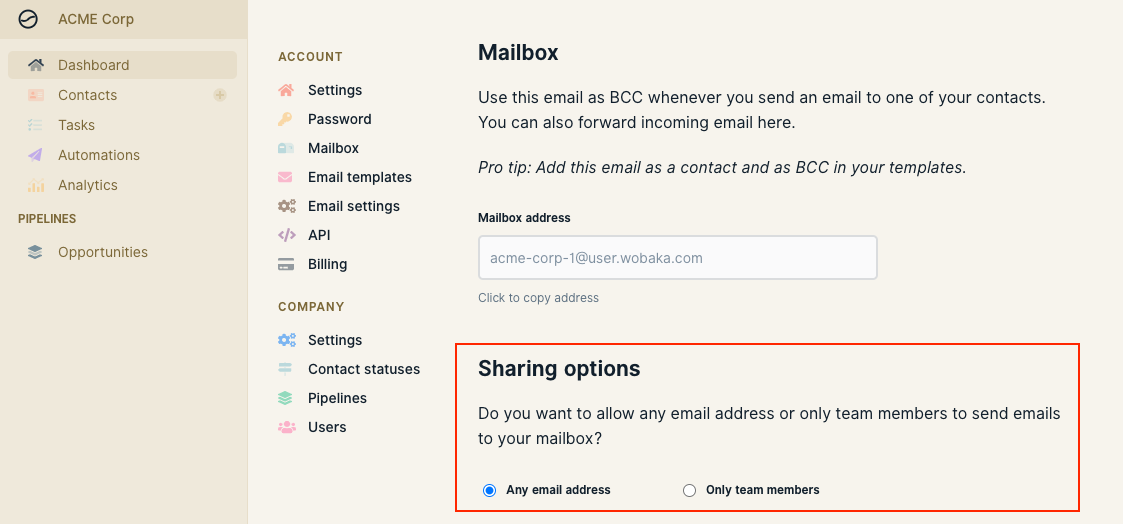 ACME Corp
Dashboard
Contacts
Tasks
Automations
Analytics
PIPELINES
Opportunities
ACCOUNT
Settings
Password
Mailbox
Email templates
Email settings
API
Billing
COMPANY
Settings
Contact statuses
Pipelines
Users
Mailbox
Use this email as BCC whenever you send an email to one of your contacts.
You can also forward incoming email here.
Pro tip: Add this email as a contact and as BCC in your templates.
Mailbox address
acme-corp-1@user.wobaka.com
Click to copy address
Sharing options
Do you want to allow any email address or only team members to send emails
to your mailbox?
Any email address
Only team members